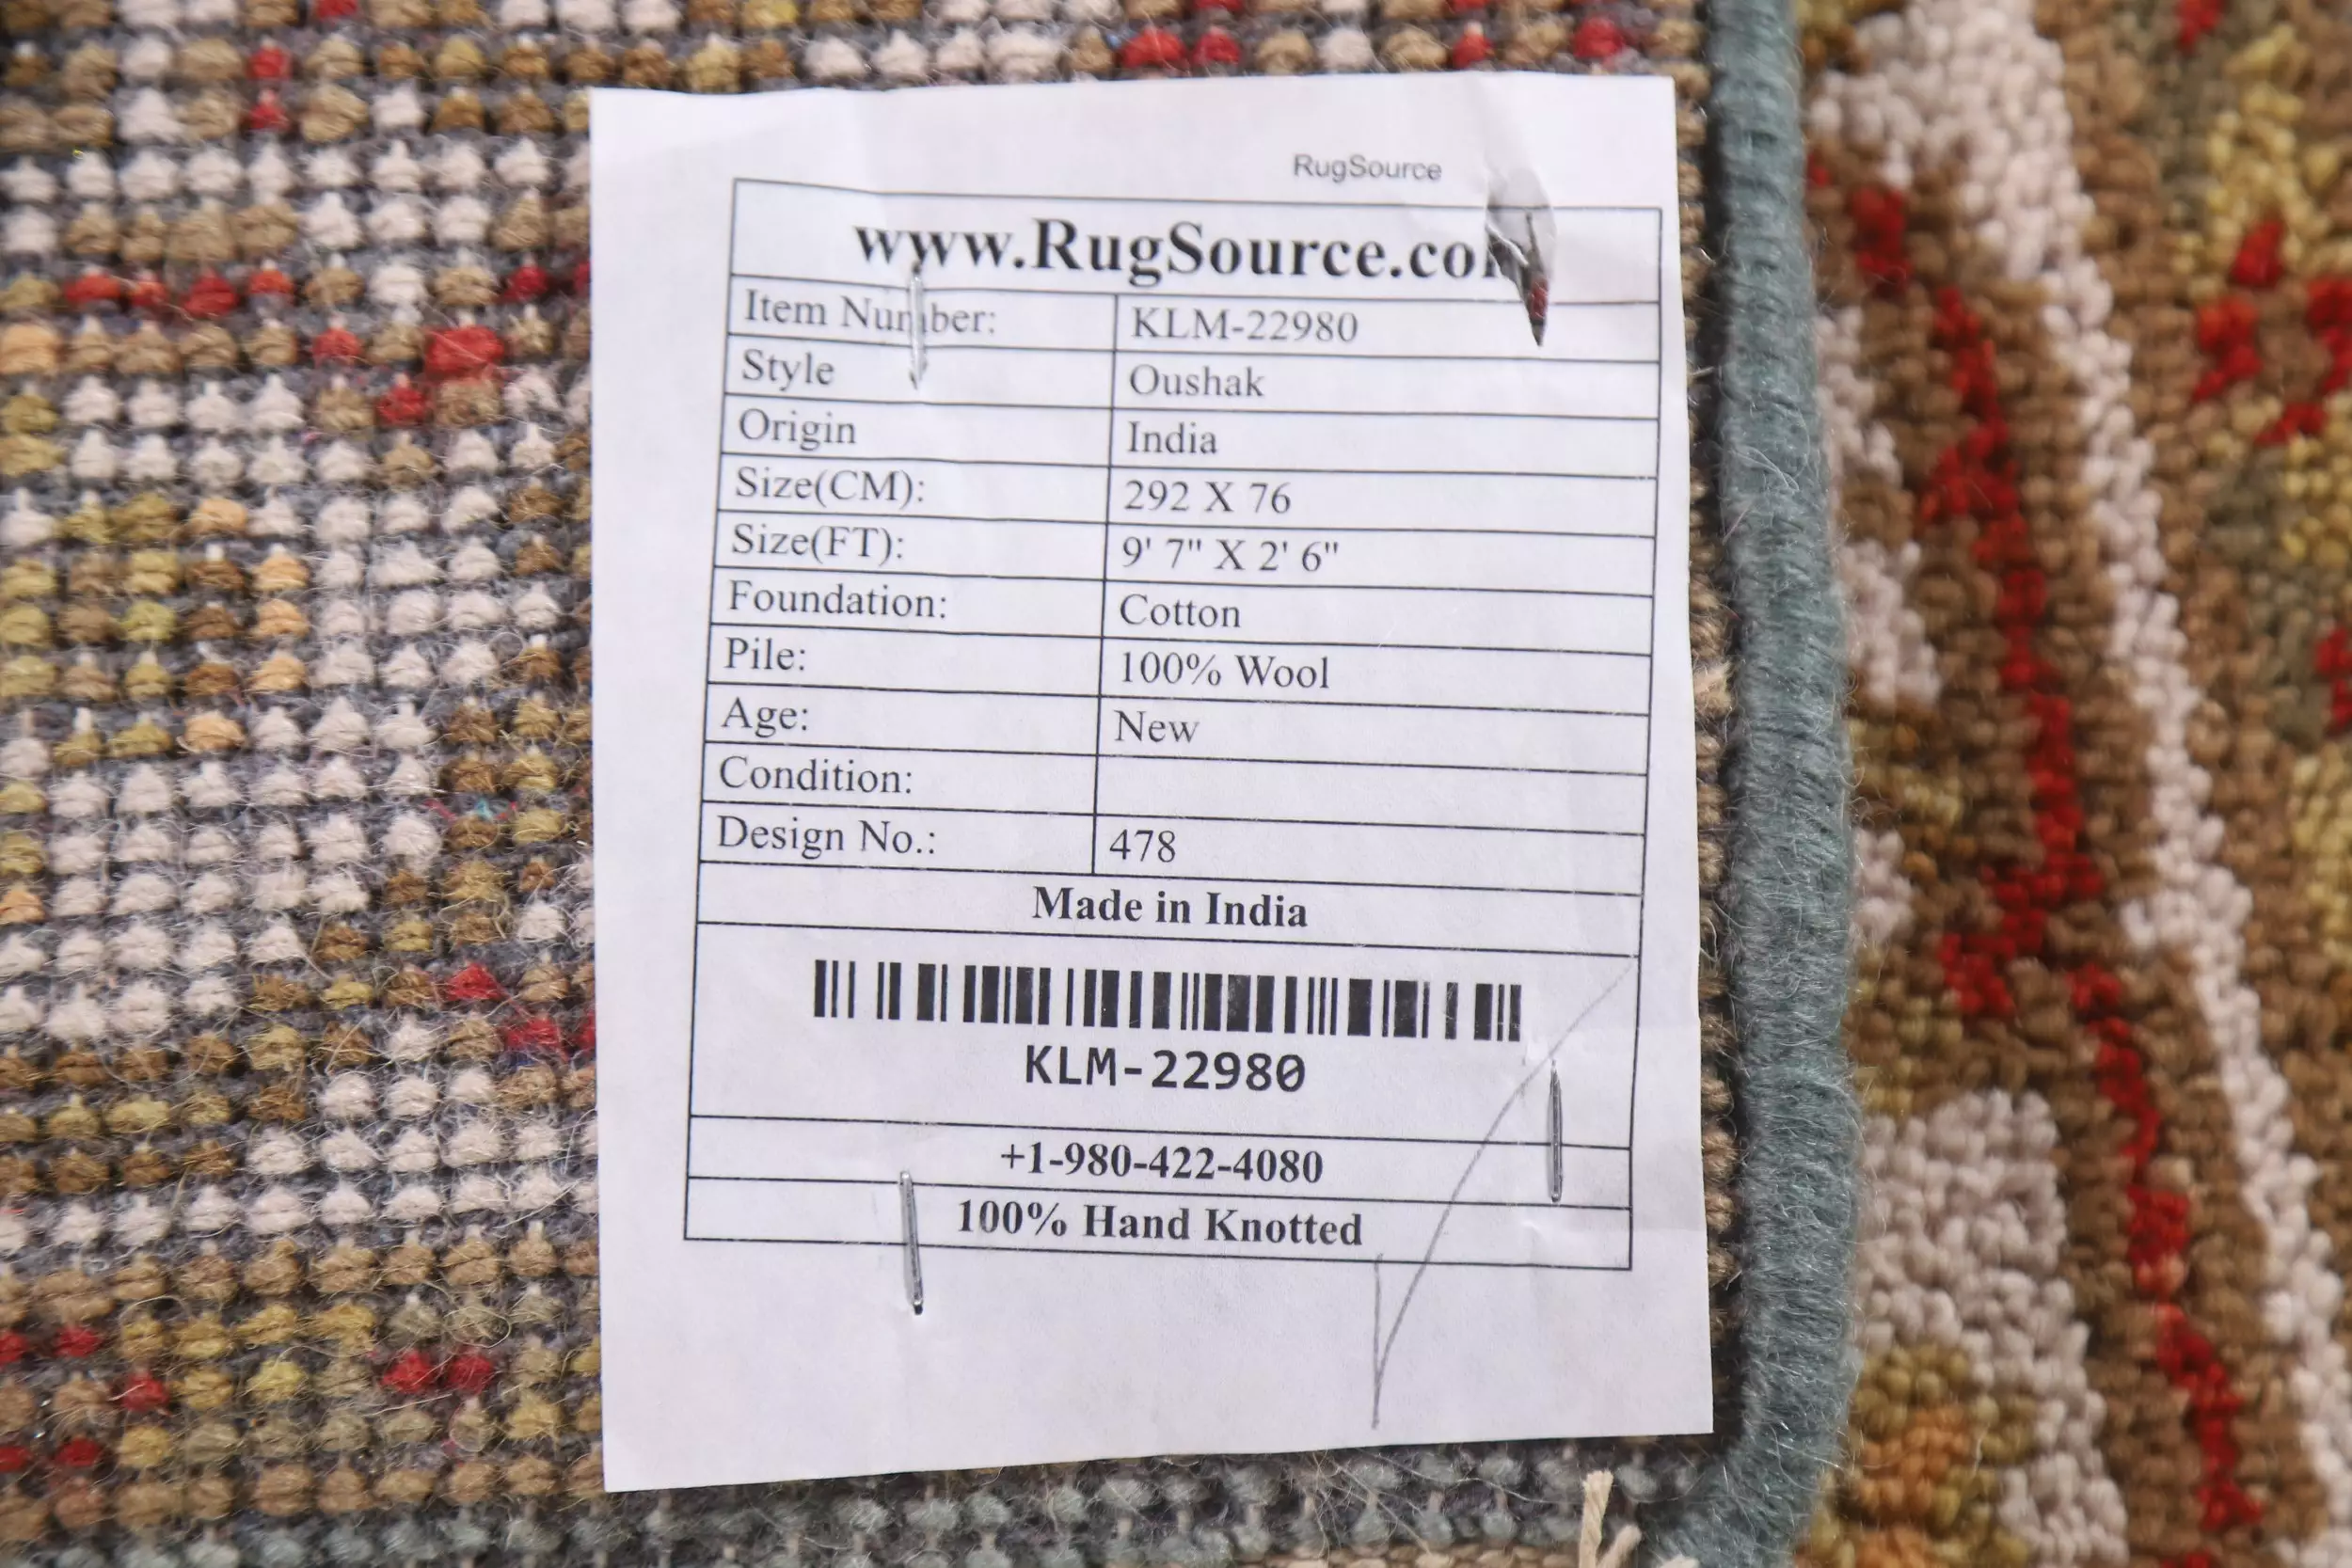 RugSource
www.RugSource.com
Item Number: KLM-22980
Style Oushak
Origin India
Size(CM): 292 X 76
Size(FT): 9' 7" X 2' 6"
Foundation: Cotton
Pile: 100% Wool
Age: New
Condition:
Design No.: 478
Made in India
KLM-22980
+1-980-422-4080
100% Hand Knotted